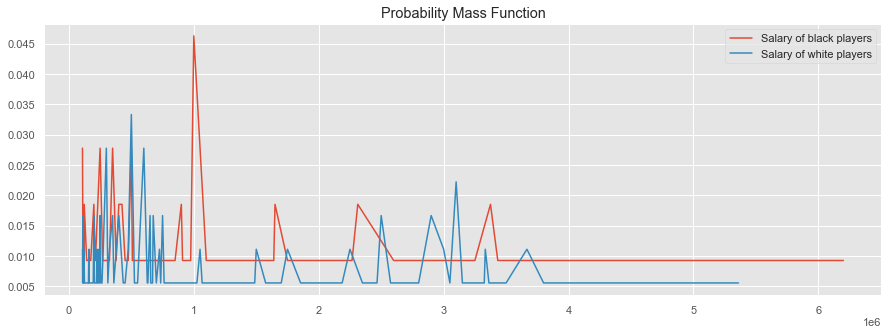 Probability Mass Function
Salary of black players
Salary of white players
0.045
0.040
0.035
0.030
0.025
0.020
0.015
0.010
0.005
0 1 2 3 4 5 6
1e6